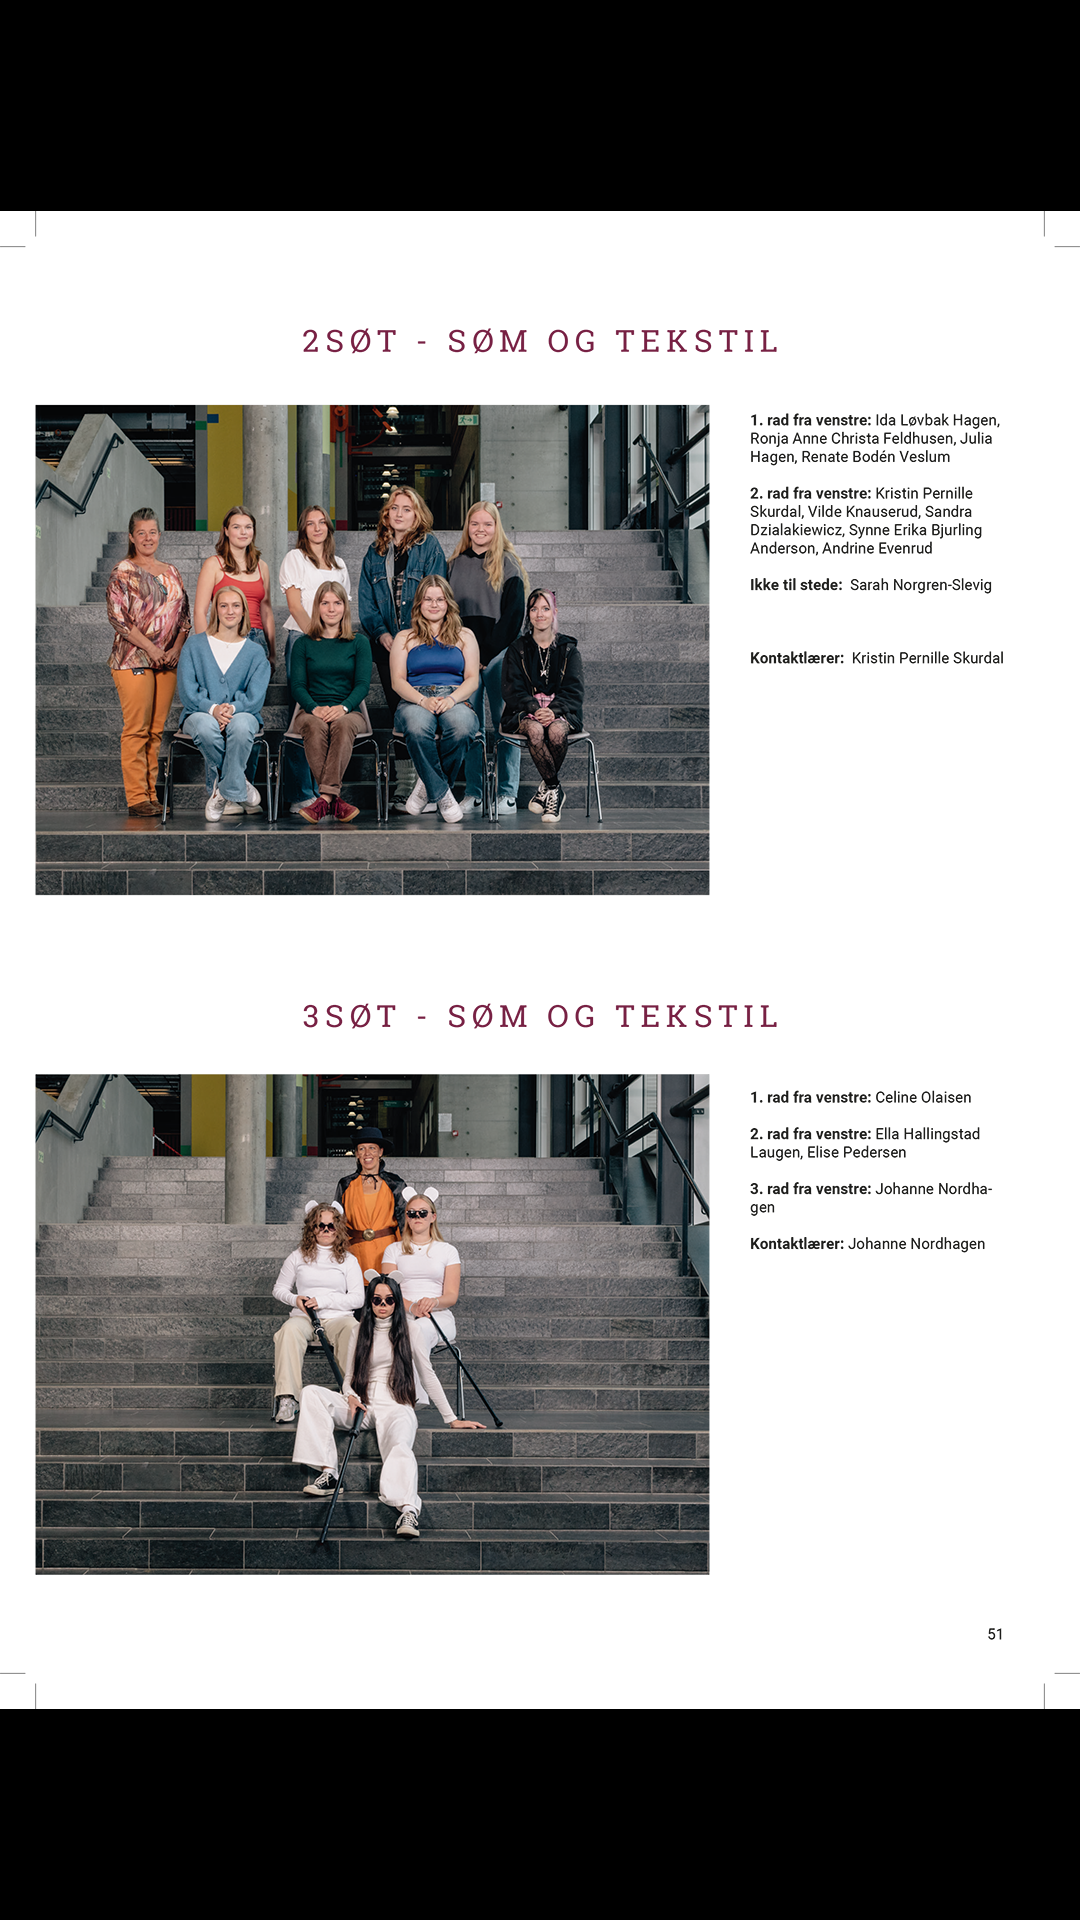 2SØT - SØM OG TEKSTIL
1. rad fra venstre: Ida Løvbak Hagen,
Ronja Anne Christa Feldhusen, Julia
Hagen, Renate Bodén Veslum
2. rad fra venstre: Kristin Pernille
Skurdal, Vilde Knauserud, Sandra
Dzialakiewicz, Synne Erika Bjurling
Anderson, Andrine Evenrud
Ikke til stede: Sarah Norgren-Slevig
Kontaktlærer: Kristin Pernille Skurdal
3SØT - SØM OG TEKSTIL
1. rad fra venstre: Celine Olaisen
2. rad fra venstre: Ella Hallingstad
Laugen, Elise Pedersen
3. rad fra venstre: Johanne Nordha-
gen
Kontaktlærer: Johanne Nordhagen
51